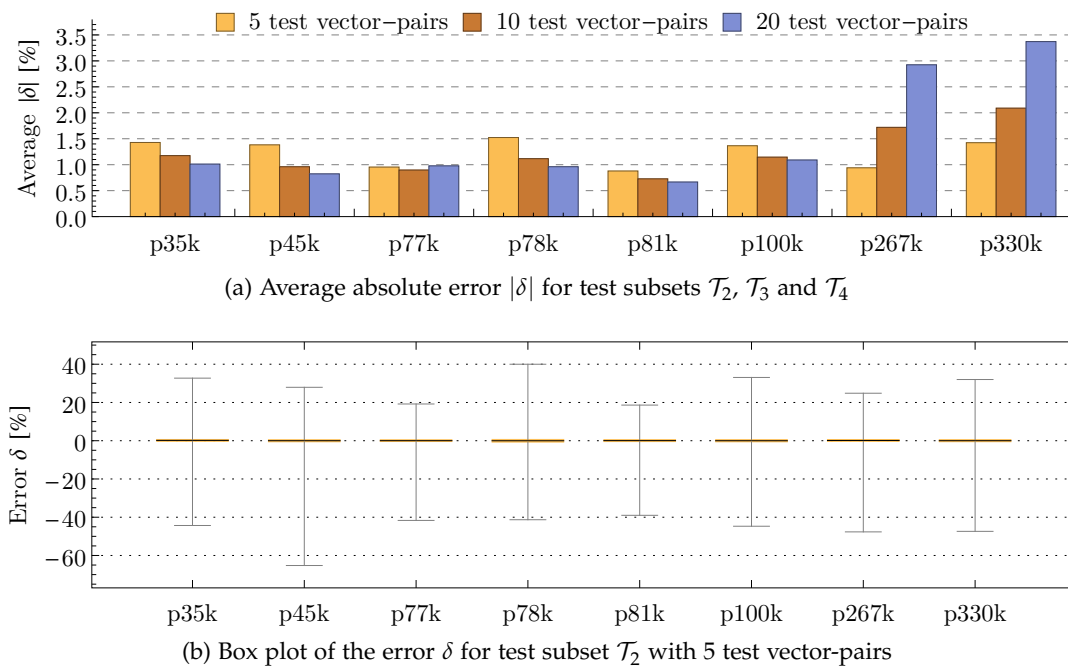 5 test vector−pairs 10 test vector−pairs 20 test vector−pairs
Average |δ| [%]
3.5
3.0
2.5
2.0
1.5
1.0
0.5
0.0
p35k p45k p77k p78k p81k p100k p267k p330k
(a) Average absolute error |δ| for test subsets 𝒯₂, 𝒯₃ and 𝒯₄
Error δ [%]
40
20
0
−20
−40
−60
p35k p45k p77k p78k p81k p100k p267k p330k
(b) Box plot of the error δ for test subset 𝒯₂ with 5 test vector-pairs